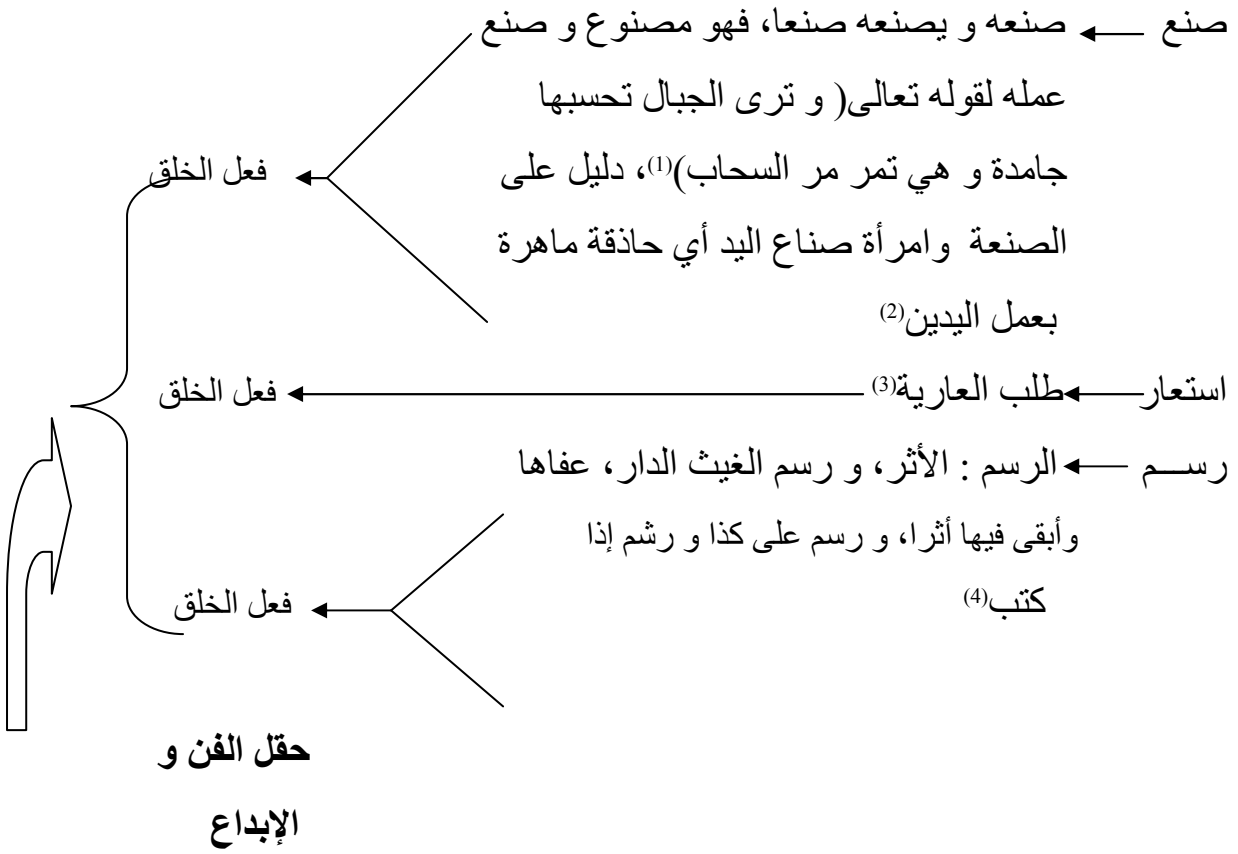 صنع صنعه و يصنعه صنعا، فهو مصنوع و صنع
عمله لقوله تعالى( و ترى الجبال تحسبها
جامدة و هي تمر مر السحاب)(1)، دليل على
فعل الخلق
الصنعة وامرأة صناع اليد أي حاذقة ماهرة
بعمل اليدين(2)
استعار طلب العارية(3) فعل الخلق
رســم الرسم : الأثر، و رسم الغيث الدار، عفاها
وأبقى فيها أثرا، و رسم على كذا و رشم إذا
كتب(4)
فعل الخلق
حقل الفن و
الإبداع